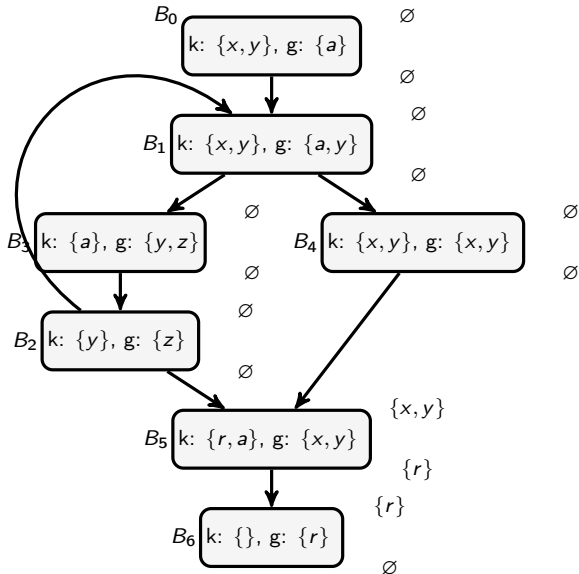 B₀
k: {x, y}, g: {a}
∅
∅
B₁
k: {x, y}, g: {a, y}
∅
∅
B₃
k: {a}, g: {y, z}
∅
∅
B₄
k: {x, y}, g: {x, y}
∅
∅
B₂
k: {y}, g: {z}
∅
∅
B₅
k: {r, a}, g: {x, y}
{x, y}
{r}
B₆
k: {}, g: {r}
{r}
∅